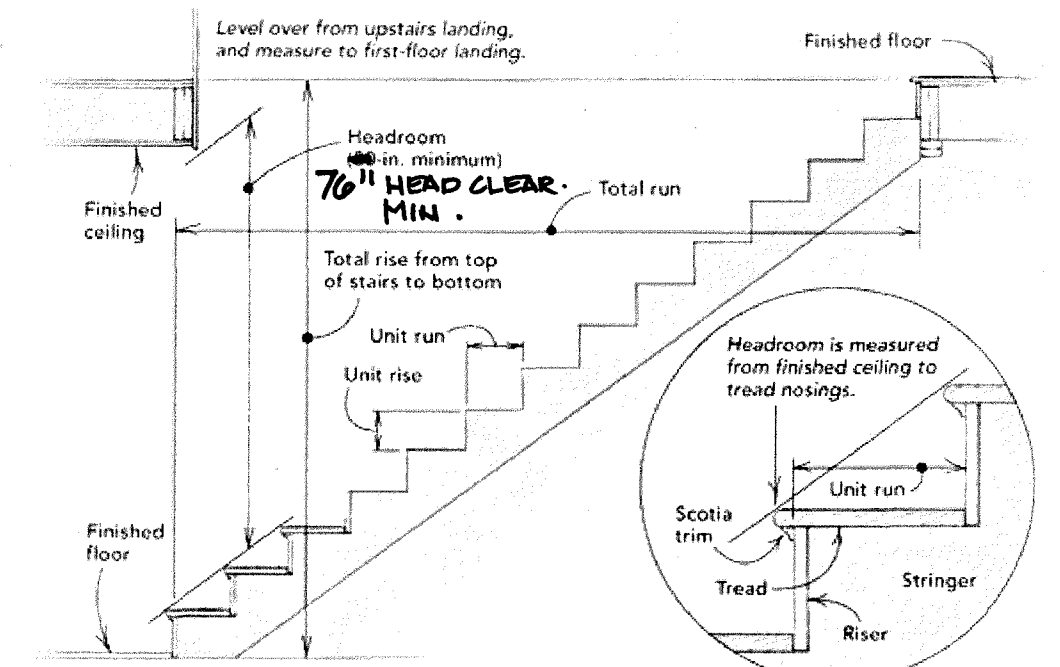 Level over from upstairs landing,
and measure to first-floor landing.
Finished floor
Headroom
-in. minimum)
76" HEAD CLEAR.
MIN.
Total run
Finished
ceiling
Total rise from top
of stairs to bottom
Unit run
Unit rise
Headroom is measured
from finished ceiling to
tread nosings.
Unit run
Scotia
trim
Finished
floor
Tread
Stringer
Riser